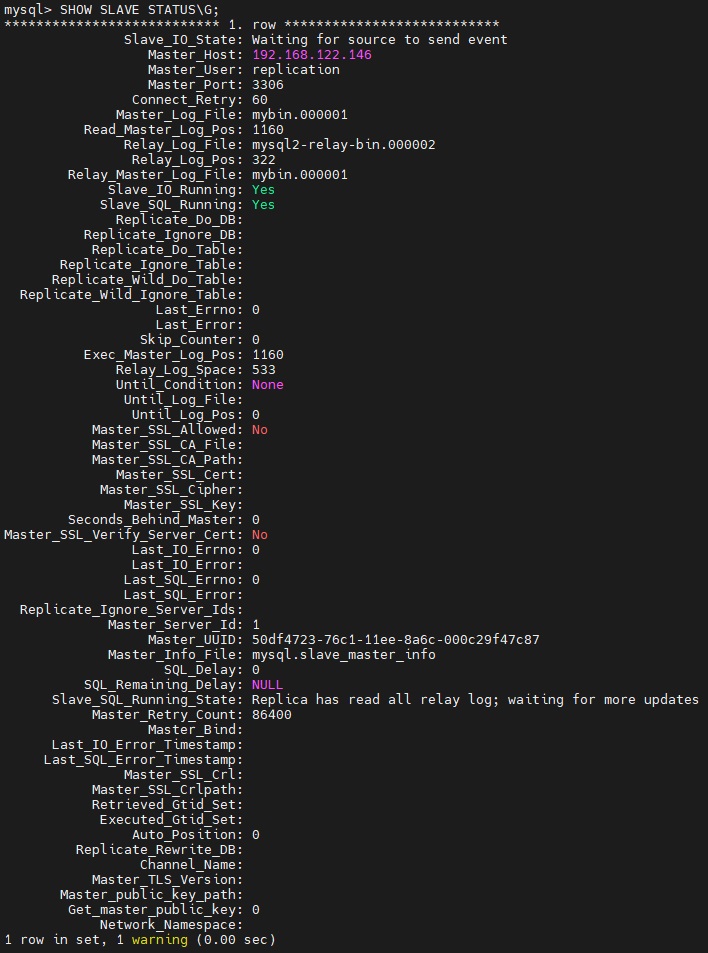 mysql> SHOW SLAVE STATUS\G;
*************************** 1. row ***************************
Slave_IO_State: Waiting for source to send event
Master_Host: 192.168.122.146
Master_User: replication
Master_Port: 3306
Connect_Retry: 60
Master_Log_File: mybin.000001
Read_Master_Log_Pos: 1160
Relay_Log_File: mysql2-relay-bin.000002
Relay_Log_Pos: 322
Relay_Master_Log_File: mybin.000001
Slave_IO_Running: Yes
Slave_SQL_Running: Yes
Replicate_Do_DB:
Replicate_Ignore_DB:
Replicate_Do_Table:
Replicate_Ignore_Table:
Replicate_Wild_Do_Table:
Replicate_Wild_Ignore_Table:
Last_Errno: 0
Last_Error:
Skip_Counter: 0
Exec_Master_Log_Pos: 1160
Relay_Log_Space: 533
Until_Condition: None
Until_Log_File:
Until_Log_Pos: 0
Master_SSL_Allowed: No
Master_SSL_CA_File:
Master_SSL_CA_Path:
Master_SSL_Cert:
Master_SSL_Cipher:
Master_SSL_Key:
Seconds_Behind_Master: 0
Master_SSL_Verify_Server_Cert: No
Last_IO_Errno: 0
Last_IO_Error:
Last_SQL_Errno: 0
Last_SQL_Error:
Replicate_Ignore_Server_Ids:
Master_Server_Id: 1
Master_UUID: 50df4723-76c1-11ee-8a6c-000c29f47c87
Master_Info_File: mysql.slave_master_info
SQL_Delay: 0
SQL_Remaining_Delay: NULL
Slave_SQL_Running_State: Replica has read all relay log; waiting for more updates
Master_Retry_Count: 86400
Master_Bind:
Last_IO_Error_Timestamp:
Last_SQL_Error_Timestamp:
Master_SSL_Crl:
Master_SSL_Crlpath:
Retrieved_Gtid_Set:
Executed_Gtid_Set:
Auto_Position: 0
Replicate_Rewrite_DB:
Channel_Name:
Master_TLS_Version:
Master_public_key_path:
Get_master_public_key: 0
Network_Namespace:
1 row in set, 1 warning (0.00 sec)